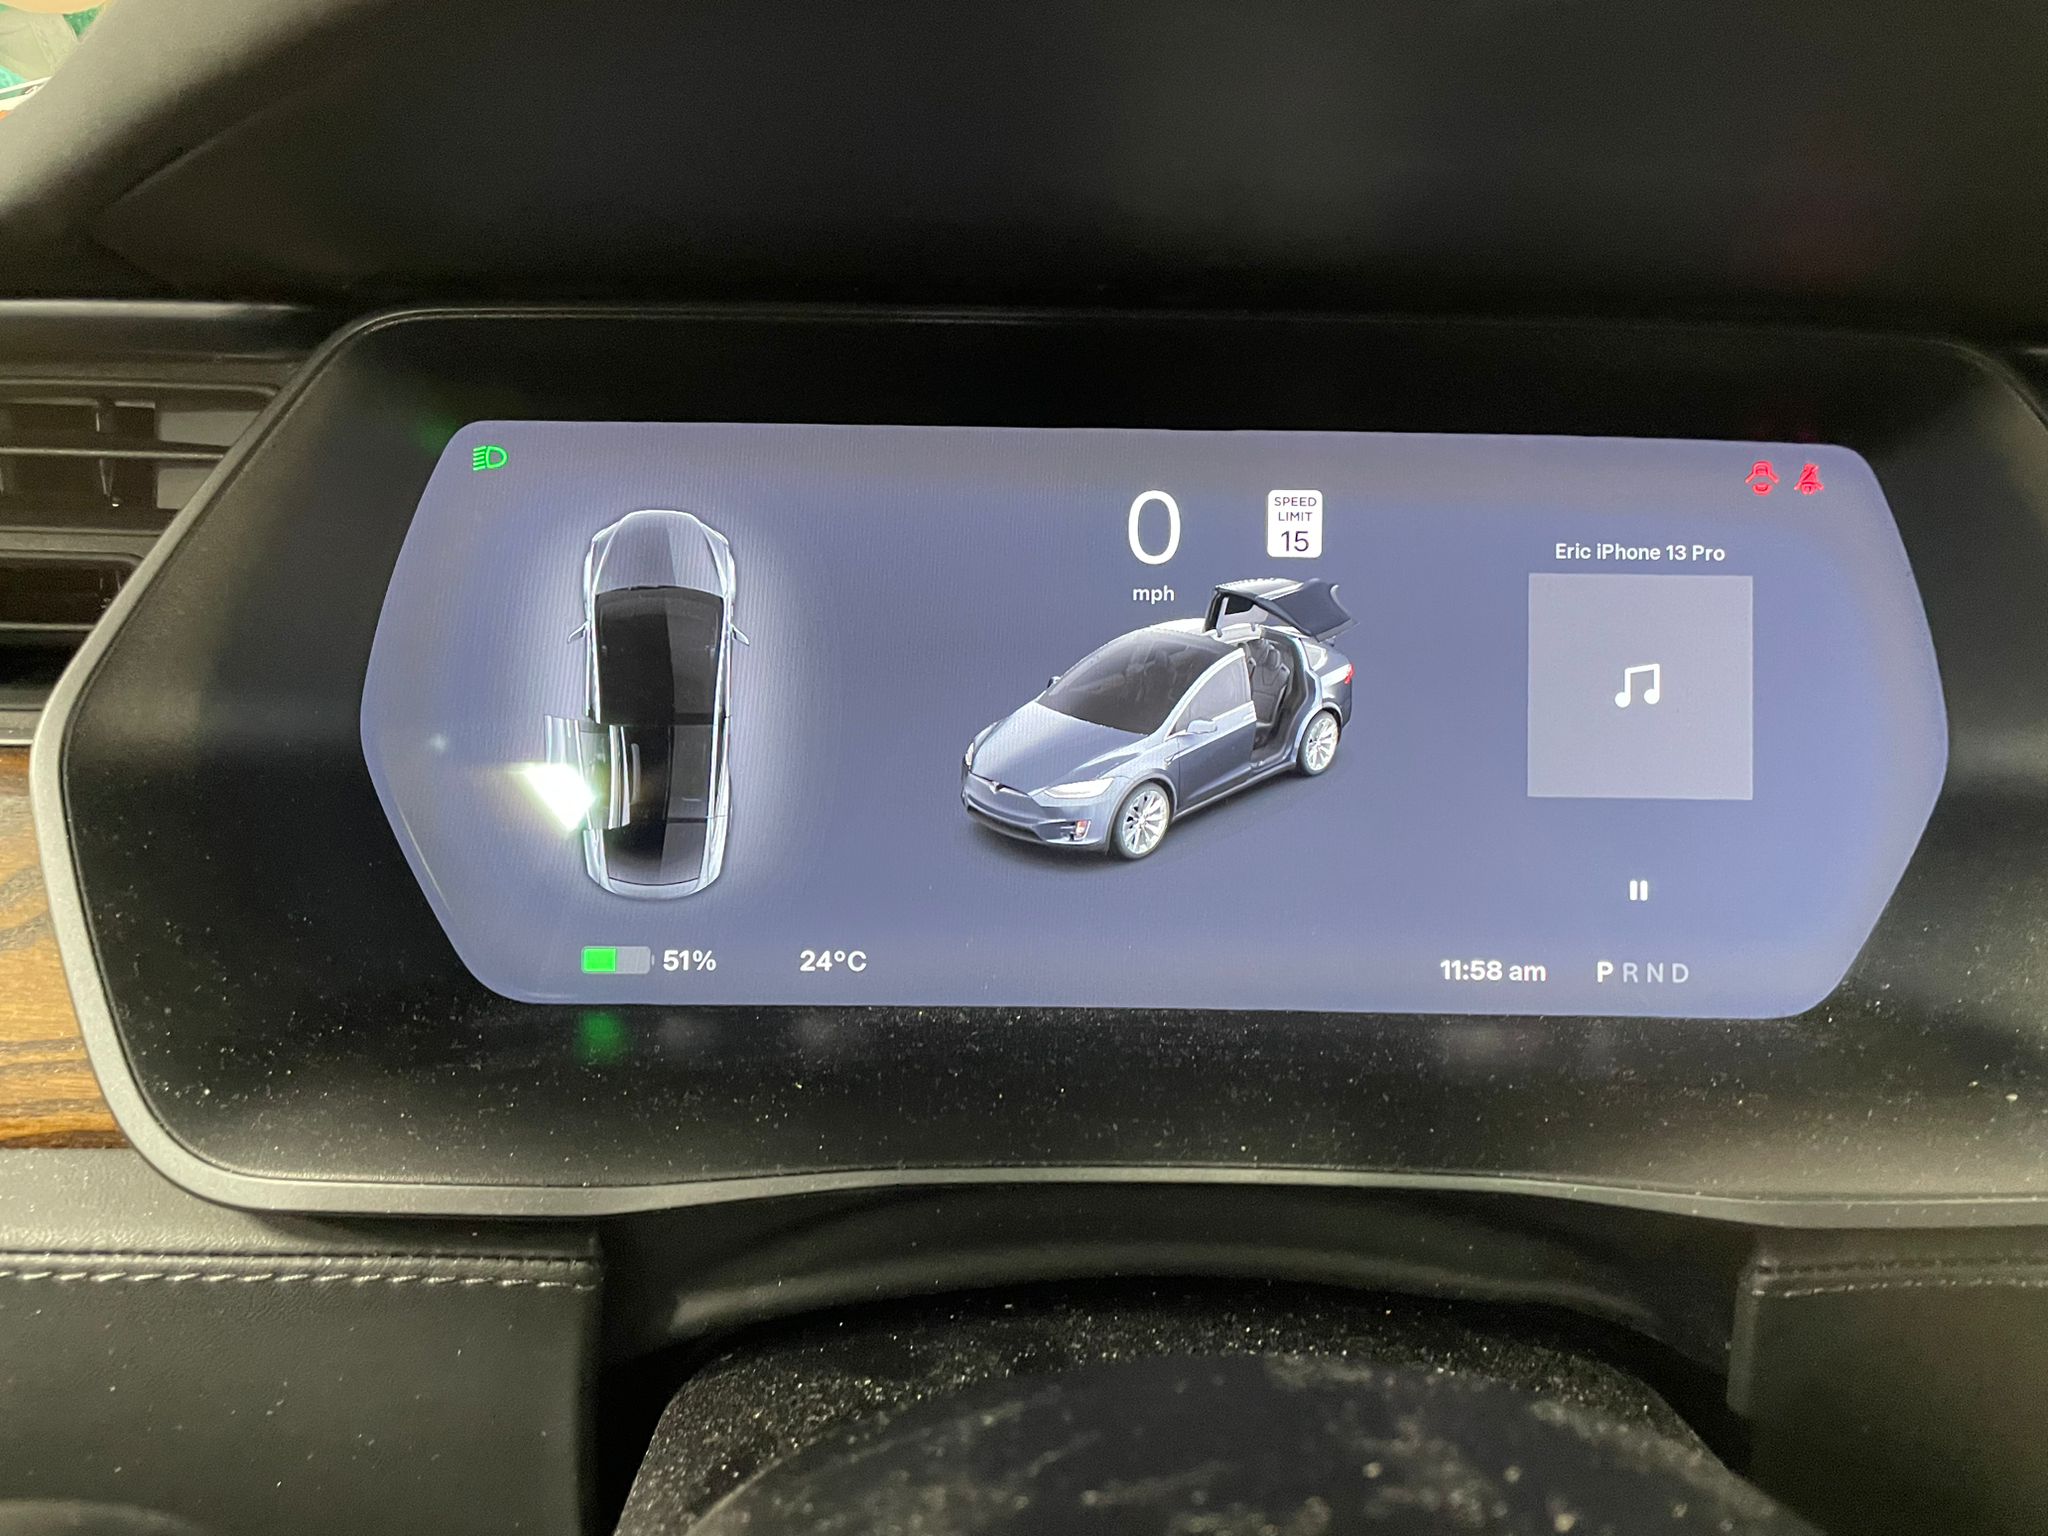 0
mph
SPEED
LIMIT
15
Eric iPhone 13 Pro
51%
24°C
11:58 am
P R N D